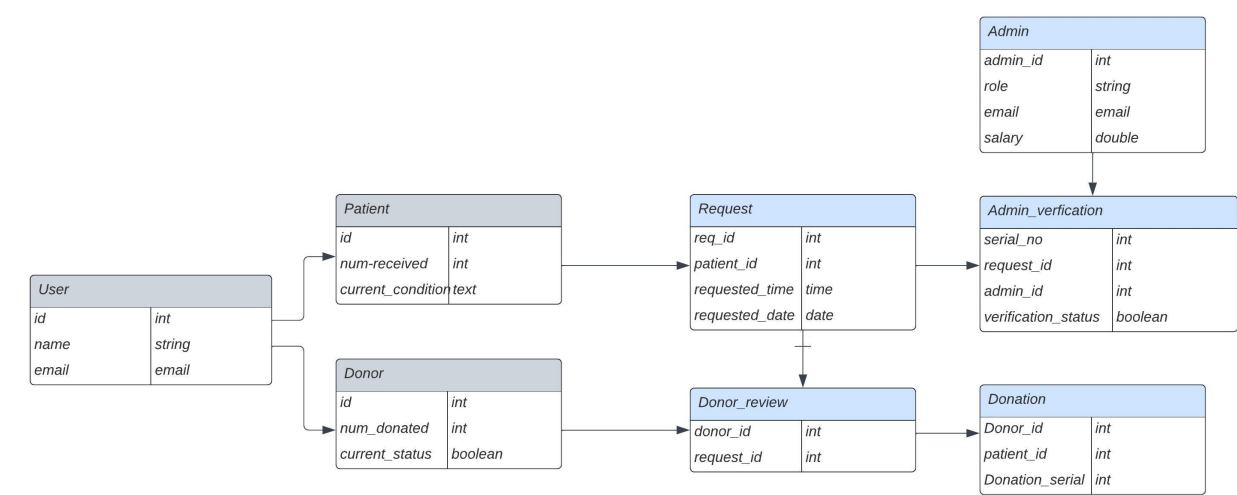 Admin
admin_id int
role string
email email
salary double
Patient
id int
num-received int
current_condition text
Request
req_id int
patient_id int
requested_time time
requested_date date
Admin_verfication
serial_no int
request_id int
admin_id int
verification_status boolean
User
id int
name string
email email
Donor
id int
num_donated int
current_status boolean
Donor_review
donor_id int
request_id int
Donation
Donor_id int
patient_id int
Donation_serial int